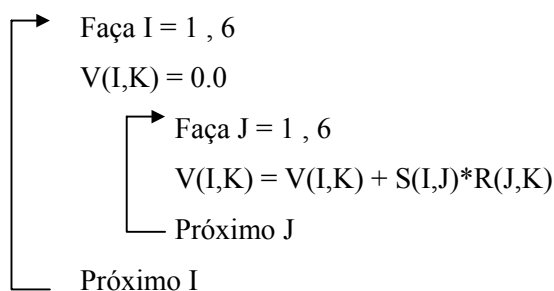 Faça I = 1 , 6
V(I,K) = 0.0
Faça J = 1 , 6
V(I,K) = V(I,K) + S(I,J)*R(J,K)
Próximo J
Próximo I